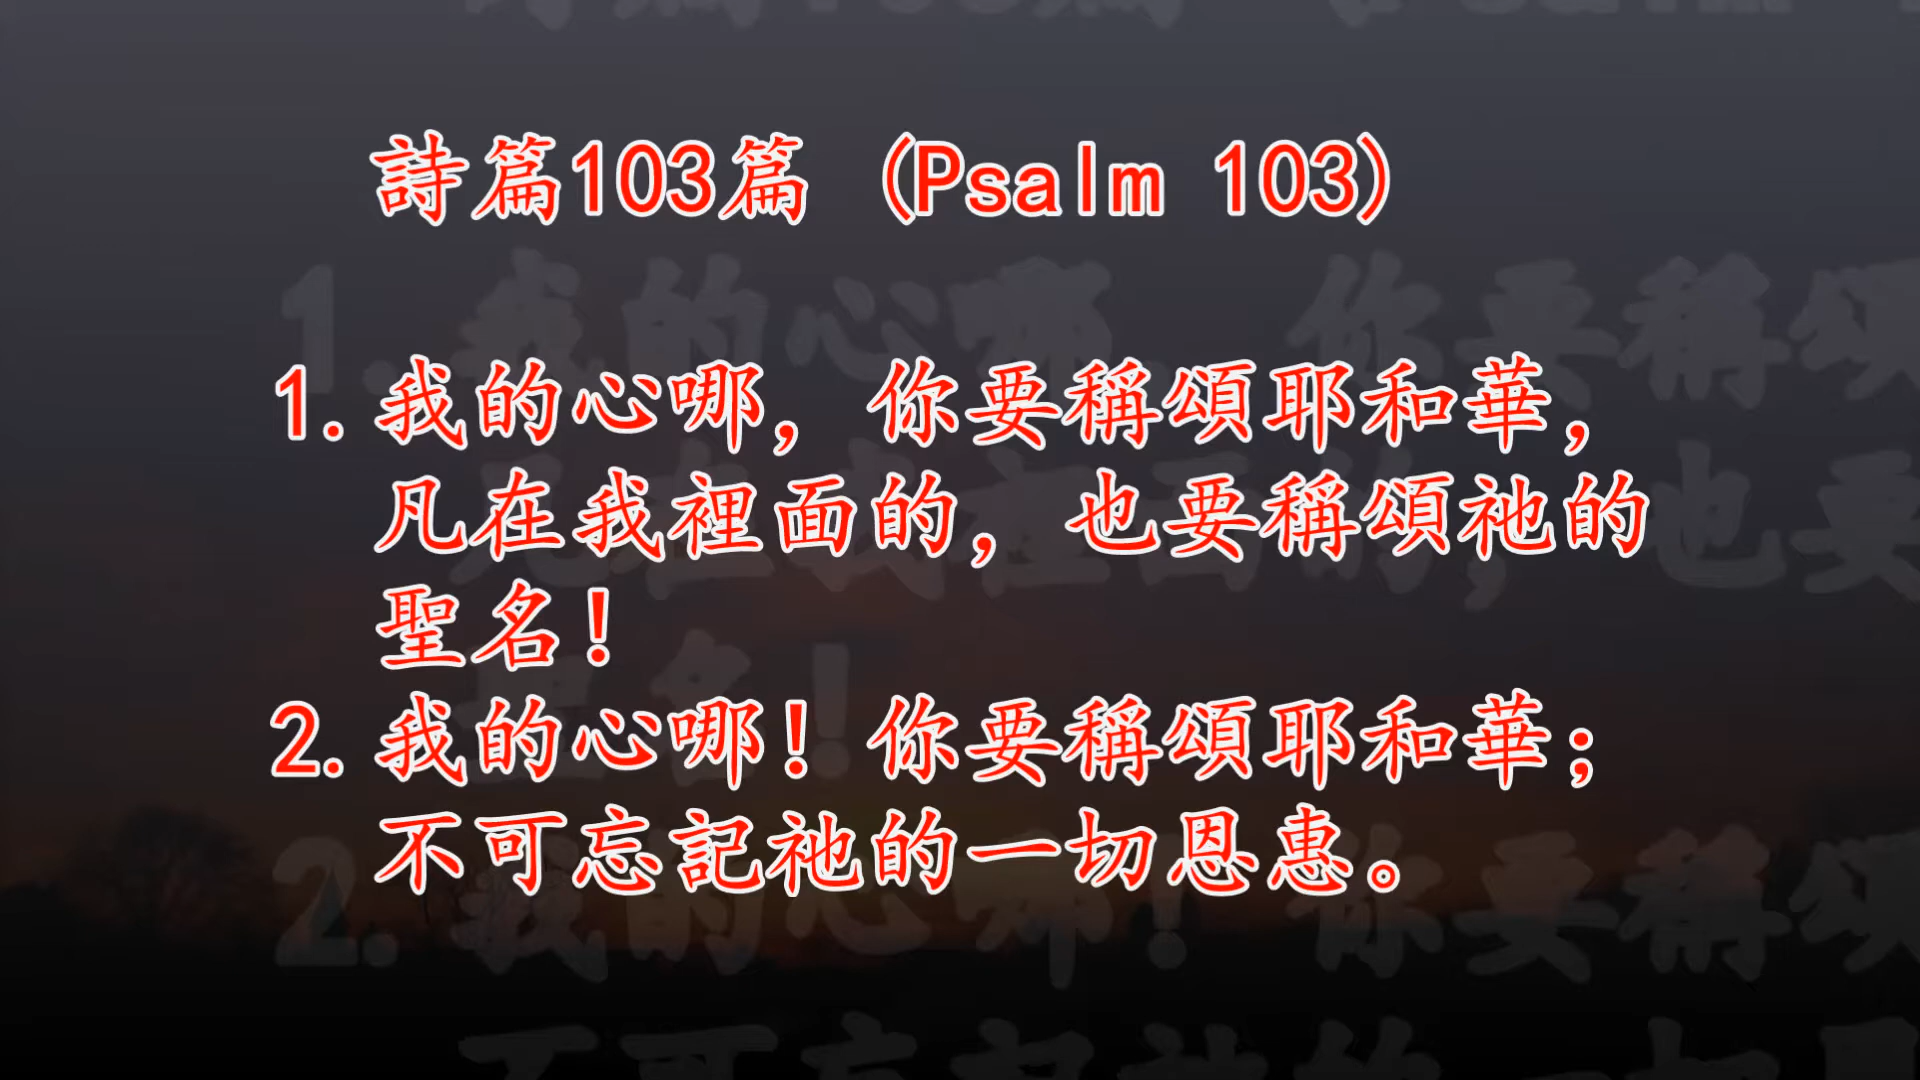 詩篇103篇 (Psalm 103)
1. 我的心哪，你要稱頌耶和華，
凡在我裡面的，也要稱頌祂的
聖名！
2. 我的心哪！你要稱頌耶和華；
不可忘記祂的一切恩惠。